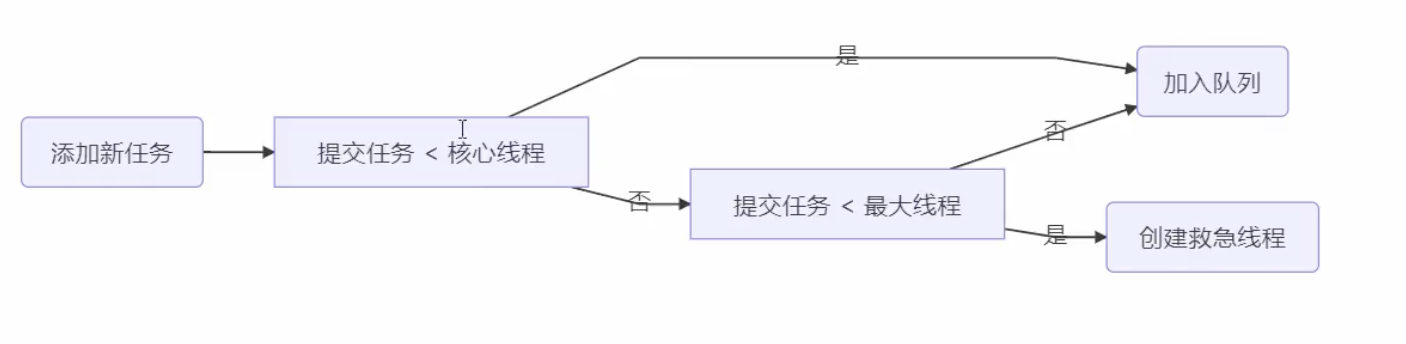 是
加入队列
添加新任务
提交任务 < 核心线程
否
否
提交任务 < 最大线程
是
创建救急线程